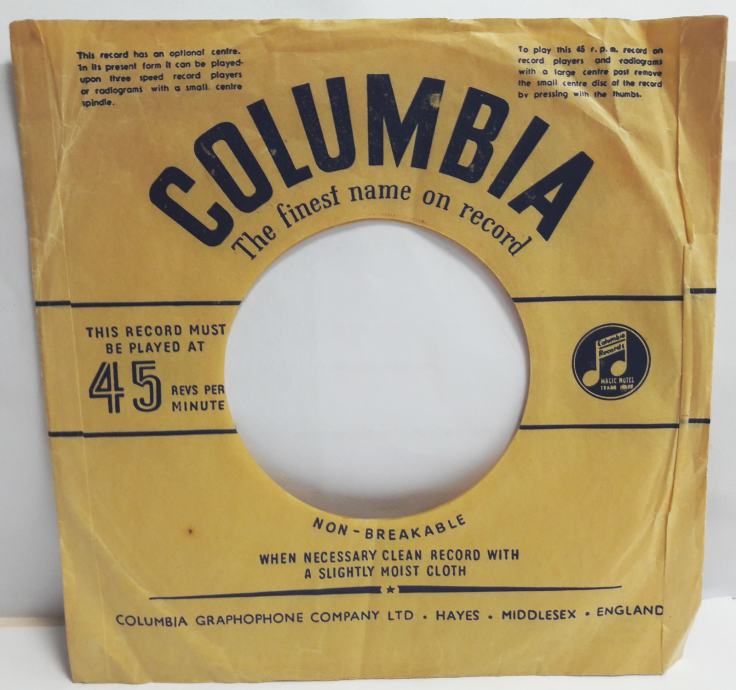 This record has an optional centre.
In its present form it can be played
upon three speed record players
or radiograms with a small centre
spindle.
To play this 45 r.p.m. record on
record players and radiograms
with a large centre post remove
the small centre disc of the record
by pressing with the thumbs.
COLUMBIA
The finest name on record
THIS RECORD MUST
BE PLAYED AT
45 REVS PER
MINUTE
Columbia
Records
MAGIC NOTES
TRADE MARK
NON-BREAKABLE
WHEN NECESSARY CLEAN RECORD WITH
A SLIGHTLY MOIST CLOTH
COLUMBIA GRAPHOPHONE COMPANY LTD • HAYES • MIDDLESEX • ENGLAND